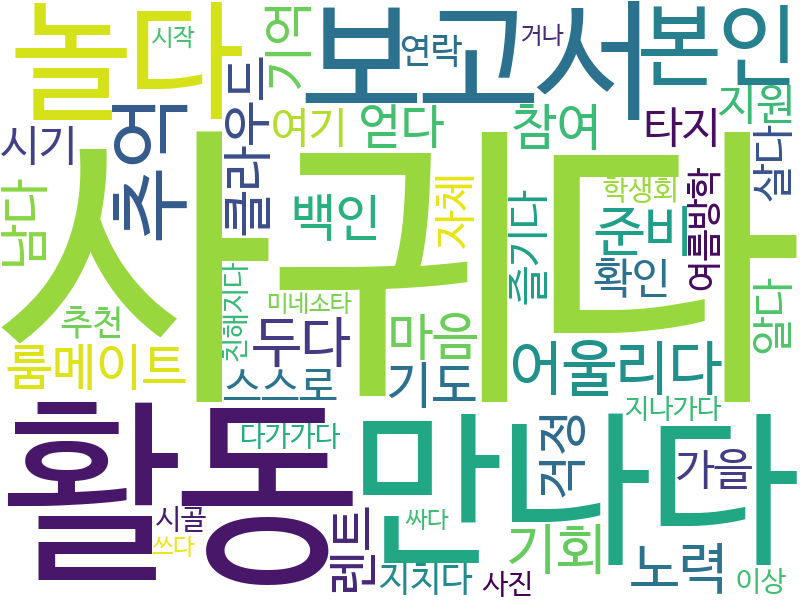 놀다
시작
기억
연락
거나
보고서
본인
추억
클라우드
여기
얻다
참여
타지
지원
시기
남다
사귀다
백인
자체
즐기다
학생회
준비
확인
여름방학
살다
알다
추천
친해지다
미네소타
두다
마음
룸메이트
스스로
기도
어울리다
활동
다가가다
만나다
걱정
지나가다
가을
시골
쓰다
렌트
싸다
지치다
사진
기회
노력
이상